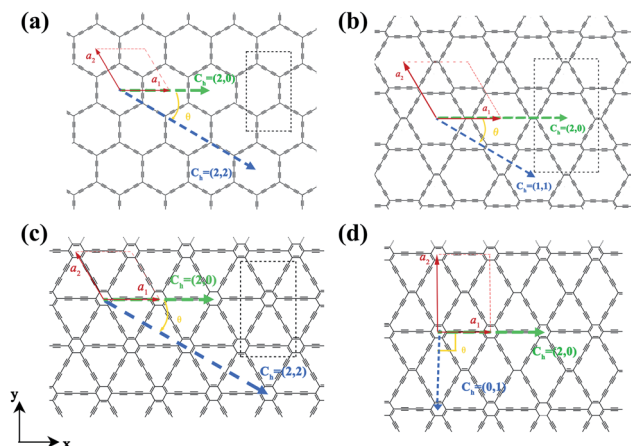 (a)
a₂
a₁
Cₕ=(2,0)
θ
Cₕ=(2,2)
(b)
a₂
a₁
Cₕ=(2,0)
θ
Cₕ=(1,1)
(c)
a₂
a₁
Cₕ=(2,0)
θ
Cₕ=(2,2)
(d)
a₂
a₁
Cₕ=(2,0)
θ
Cₕ=(0,1)
y
x